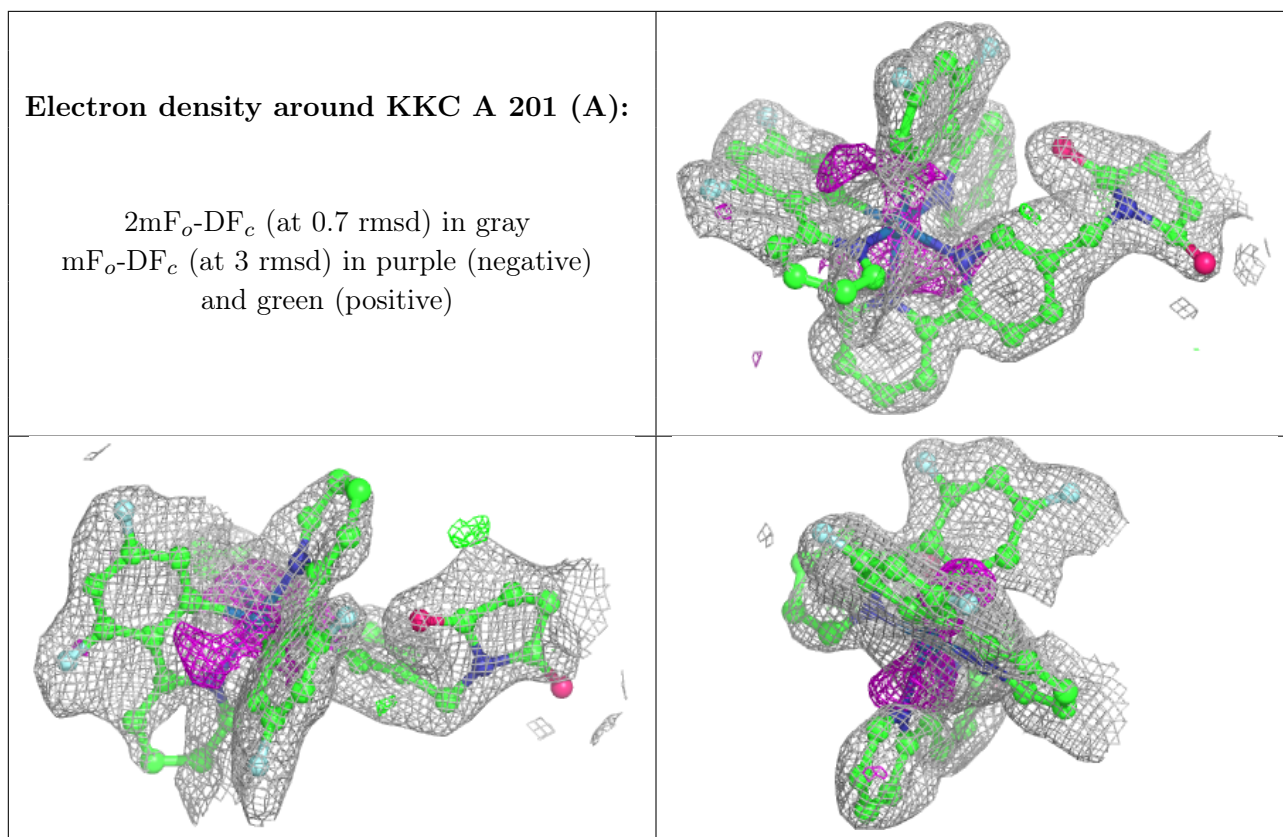 Electron density around KKC A 201 (A):
2mFₒ-DF𝑐 (at 0.7 rmsd) in gray
mFₒ-DF𝑐 (at 3 rmsd) in purple (negative)
and green (positive)